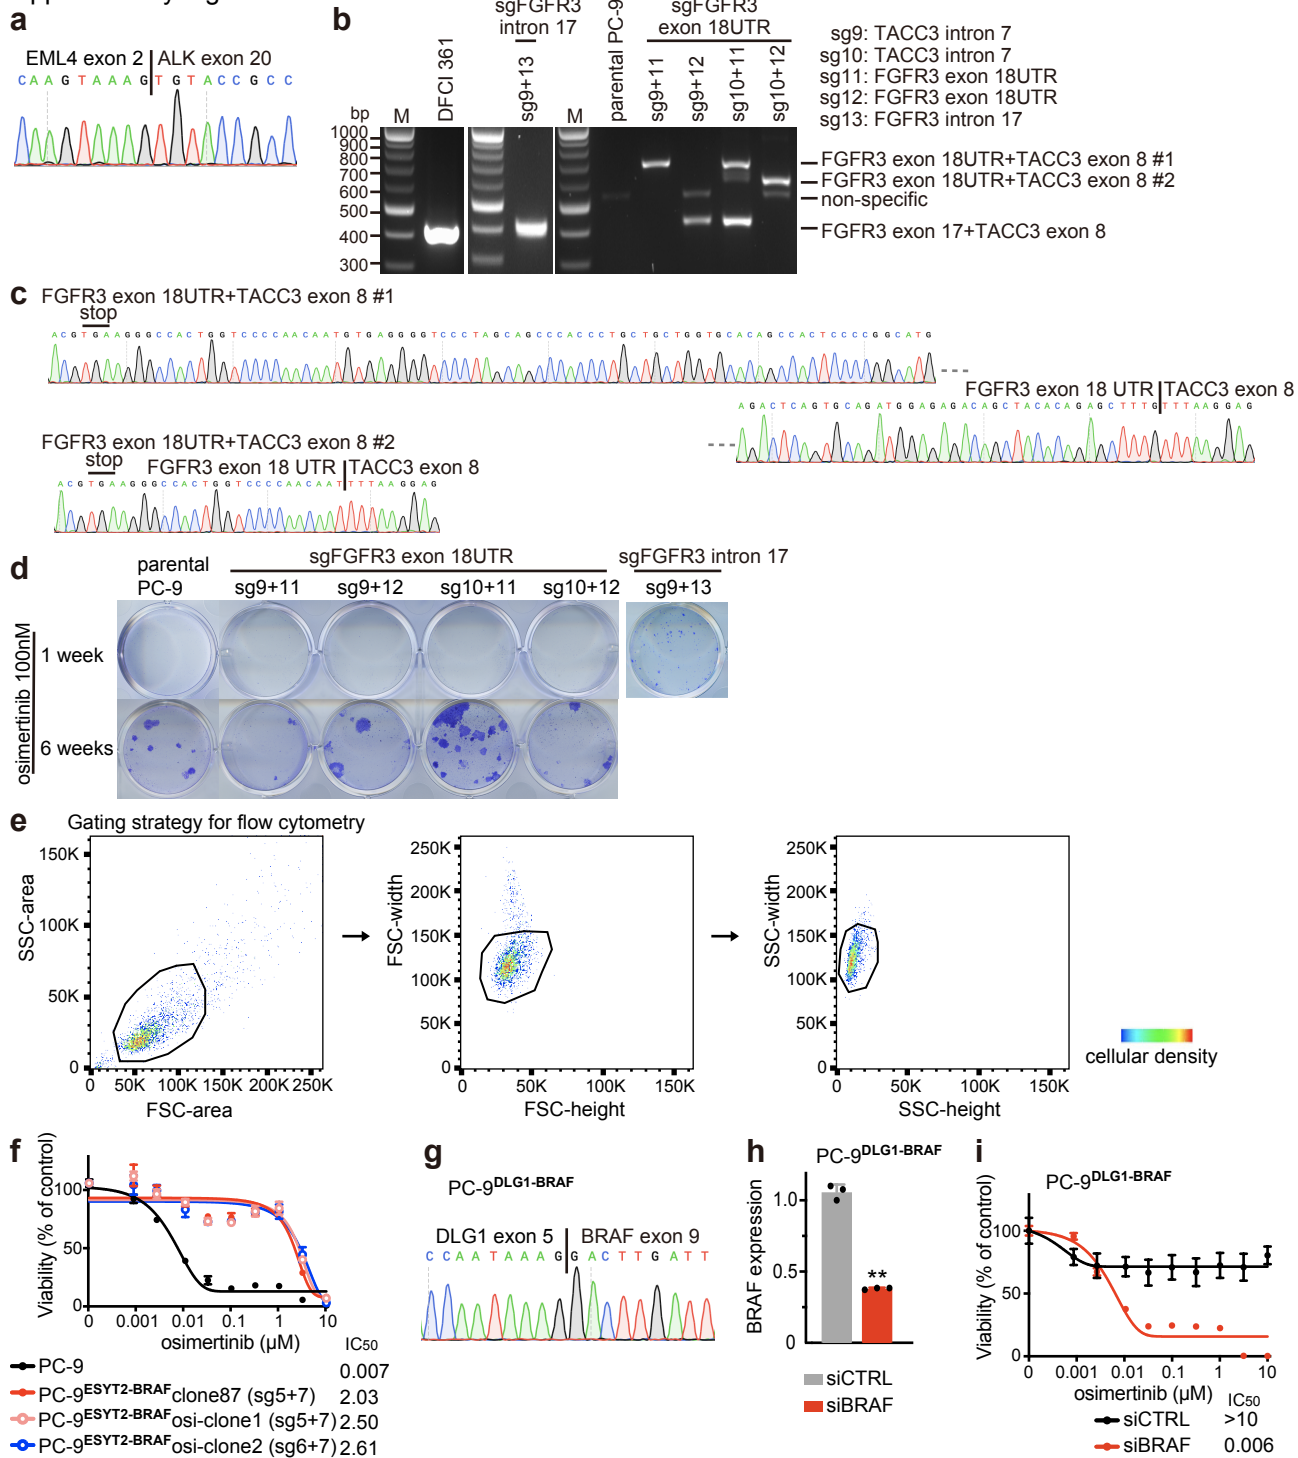 a
EML4 exon 2 ALK exon 20
C A A G T A A A G T G T A C C G C C
b
sgFGFR3
intron 17
sgFGFR3
exon 18UTR
bp
M
DFCI 361
sg9+13
M
parental PC-9
sg9+11
sg9+12
sg10+11
sg10+12
1000
900
800
700
600
500
400
300
sg9: TACC3 intron 7
sg10: TACC3 intron 7
sg11: FGFR3 exon 18UTR
sg12: FGFR3 exon 18UTR
sg13: FGFR3 intron 17
FGFR3 exon 18UTR+TACC3 exon 8 #1
FGFR3 exon 18UTR+TACC3 exon 8 #2
non-specific
FGFR3 exon 17+TACC3 exon 8
c
FGFR3 exon 18UTR+TACC3 exon 8 #1
stop
A C G T G A A G G G C C A C T G G T C C C C A A C A A T G T G A G G G G T C C C T A G C A G C C C A C C C T G C T G C T G G T G C A C A G C C A C T C C C C G G C A T G
FGFR3 exon 18 UTR TACC3 exon 8
A G A C T C A G T G C A G A T G G A G A G A C A G C T A C A C A G A G C T T T G T T T A A G G A G
FGFR3 exon 18UTR+TACC3 exon 8 #2
stop
FGFR3 exon 18 UTR TACC3 exon 8
A C G T G A A G G G C C A C T G G T C C C C A A C A A T T T T A A G G A G
d
parental
PC-9
sgFGFR3 exon 18UTR
sg9+11 sg9+12 sg10+11 sg10+12
sgFGFR3 intron 17
sg9+13
osimertinib 100nM
1 week
6 weeks
e
Gating strategy for flow cytometry
SSC-area
150K
100K
50K
0
0 50K 100K 150K 200K 250K
FSC-area
FSC-width
250K
200K
150K
100K
50K
0
0 50K 100K 150K
FSC-height
SSC-width
250K
200K
150K
100K
50K
0
0 50K 100K 150K
SSC-height
cellular density
f
Viability (% of control)
100
50
0
0 0.001 0.01 0.1 1 10
osimertinib (µM)
IC50
PC-9 0.007
PC-9ESYT2-BRAF clone87 (sg5+7) 2.03
PC-9ESYT2-BRAF osi-clone1 (sg5+7) 2.50
PC-9ESYT2-BRAF osi-clone2 (sg6+7) 2.61
g
PC-9DLG1-BRAF
DLG1 exon 5 BRAF exon 9
C C A A T A A A G G A C T T G A T T
h
PC-9DLG1-BRAF
BRAF expression
1.0
0.5
0
**
siCTRL
siBRAF
i
PC-9DLG1-BRAF
Viability (% of control)
100
50
0
0 0.001 0.01 0.1 1 10
osimertinib (µM)
IC50
siCTRL >10
siBRAF 0.006